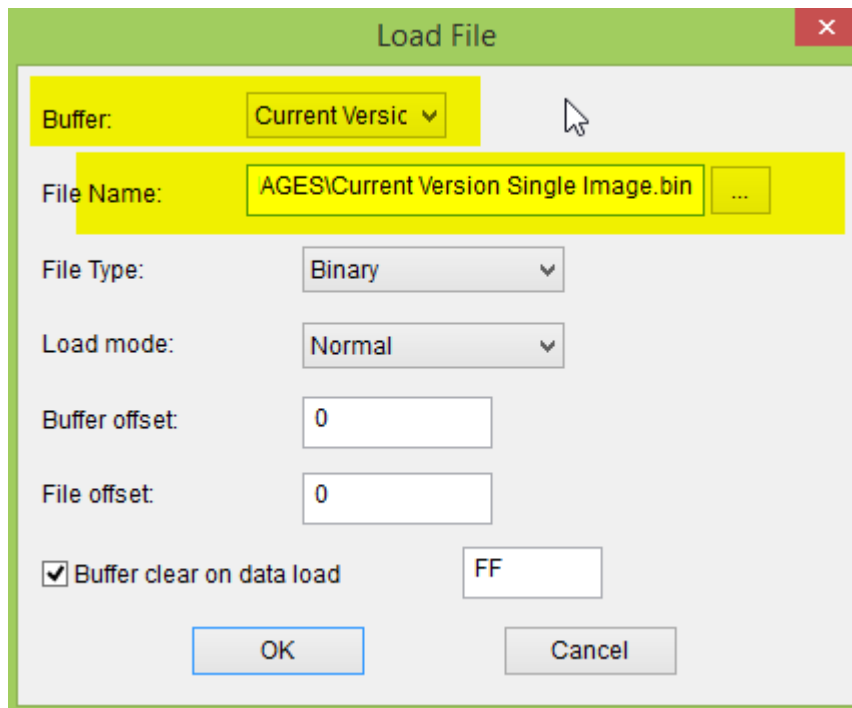 Load File
Buffer: Current Versic
File Name: AGES\Current Version Single Image.bin ...
File Type: Binary
Load mode: Normal
Buffer offset: 0
File offset: 0
Buffer clear on data load FF
OK Cancel